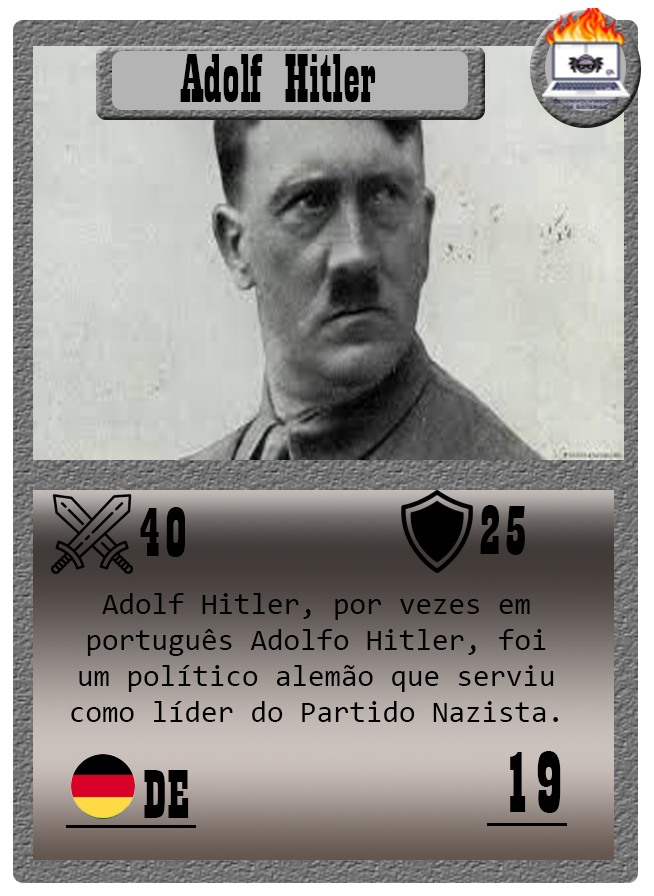 Adolf Hitler
40
25
Adolf Hitler, por vezes em
português Adolfo Hitler, foi
um político alemão que serviu
como líder do Partido Nazista.
DE
19